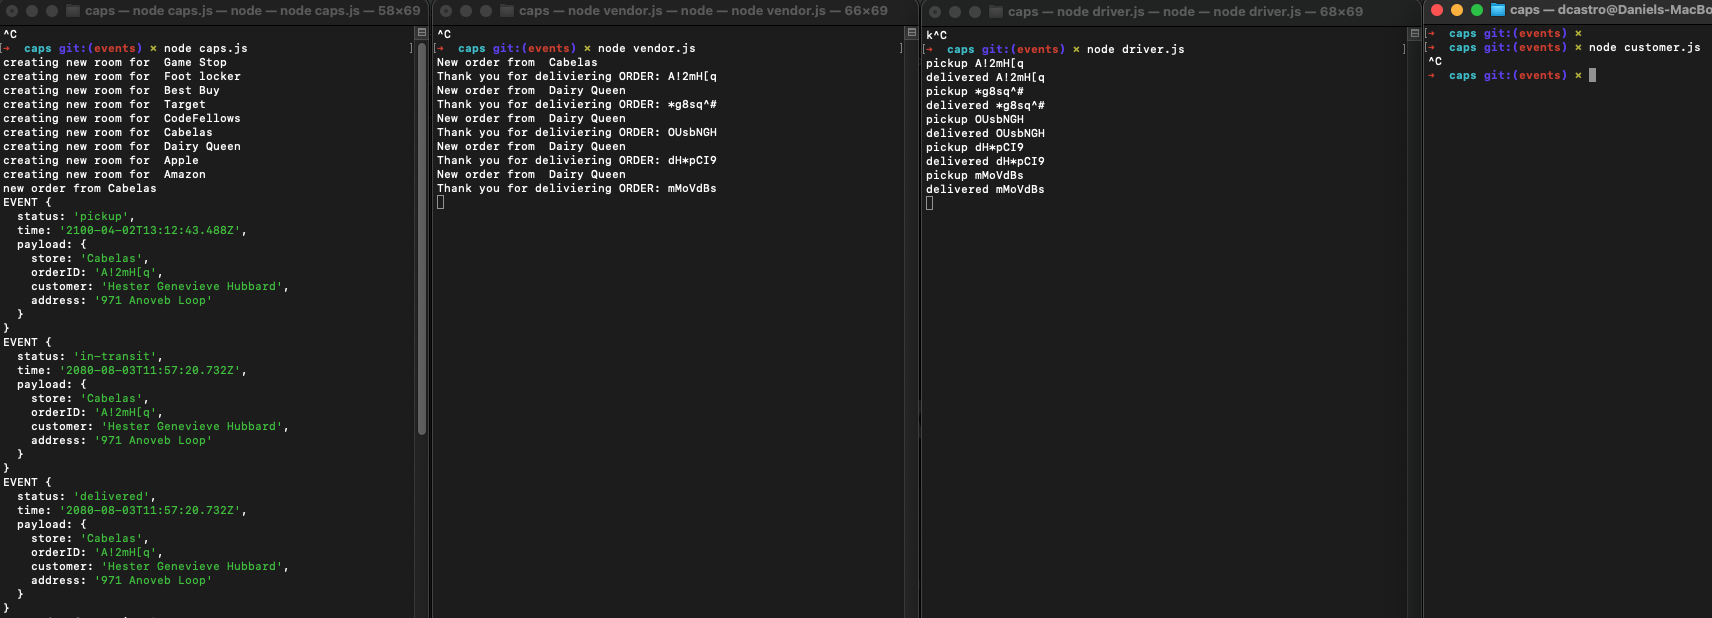 caps — node caps.js — node — node caps.js — 58×69
^C
[→ caps git:(events) × node caps.js ]
creating new room for  Game Stop
creating new room for  Foot locker
creating new room for  Best Buy
creating new room for  Target
creating new room for  CodeFellows
creating new room for  Cabelas
creating new room for  Dairy Queen
creating new room for  Apple
creating new room for  Amazon
new order from Cabelas
EVENT {
  status: 'pickup',
  time: '2100-04-02T13:12:43.488Z',
  payload: {
    store: 'Cabelas',
    orderID: 'A!2mH[q',
    customer: 'Hester Genevieve Hubbard',
    address: '971 Anoveb Loop'
  }
}
EVENT {
  status: 'in-transit',
  time: '2080-08-03T11:57:20.732Z',
  payload: {
    store: 'Cabelas',
    orderID: 'A!2mH[q',
    customer: 'Hester Genevieve Hubbard',
    address: '971 Anoveb Loop'
  }
}
EVENT {
  status: 'delivered',
  time: '2080-08-03T11:57:20.732Z',
  payload: {
    store: 'Cabelas',
    orderID: 'A!2mH[q',
    customer: 'Hester Genevieve Hubbard',
    address: '971 Anoveb Loop'
  }
}
caps — node vendor.js — node — node vendor.js — 66×69
^C
[→ caps git:(events) × node vendor.js ]
New order from  Cabelas
Thank you for deliviering ORDER: A!2mH[q
New order from  Dairy Queen
Thank you for deliviering ORDER: *g8sq^#
New order from  Dairy Queen
Thank you for deliviering ORDER: OUsbNGH
New order from  Dairy Queen
Thank you for deliviering ORDER: dH*pCI9
New order from  Dairy Queen
Thank you for deliviering ORDER: mMoVdBs
caps — node driver.js — node — node driver.js — 68×69
k^C
[→ caps git:(events) × node driver.js ]
pickup A!2mH[q
delivered A!2mH[q
pickup *g8sq^#
delivered *g8sq^#
pickup OUsbNGH
delivered OUsbNGH
pickup dH*pCI9
delivered dH*pCI9
pickup mMoVdBs
delivered mMoVdBs
caps — dcastro@Daniels-MacBo
[→ caps git:(events) ×
[→ caps git:(events) × node customer.js
^C
→ caps git:(events) ×